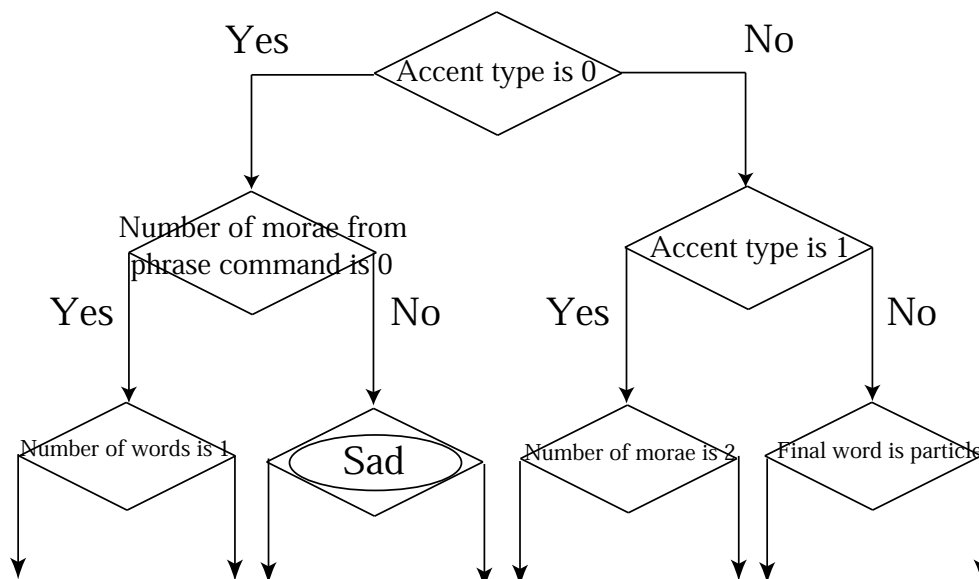 Yes
No
Accent type is 0
Number of morae from
phrase command is 0
Accent type is 1
Yes
No
Yes
No
Number of words is 1
Sad
Number of morae is 2
Final word is particle